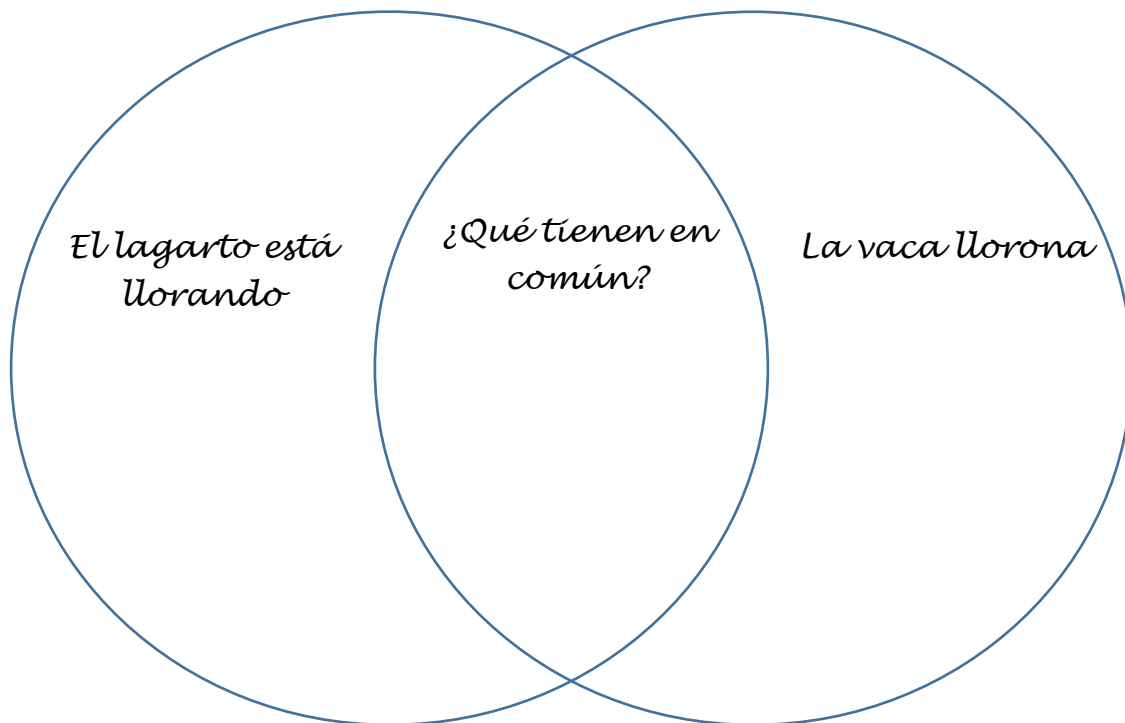 El lagarto está
llorando
¿Qué tienen en
común?
La vaca llorona